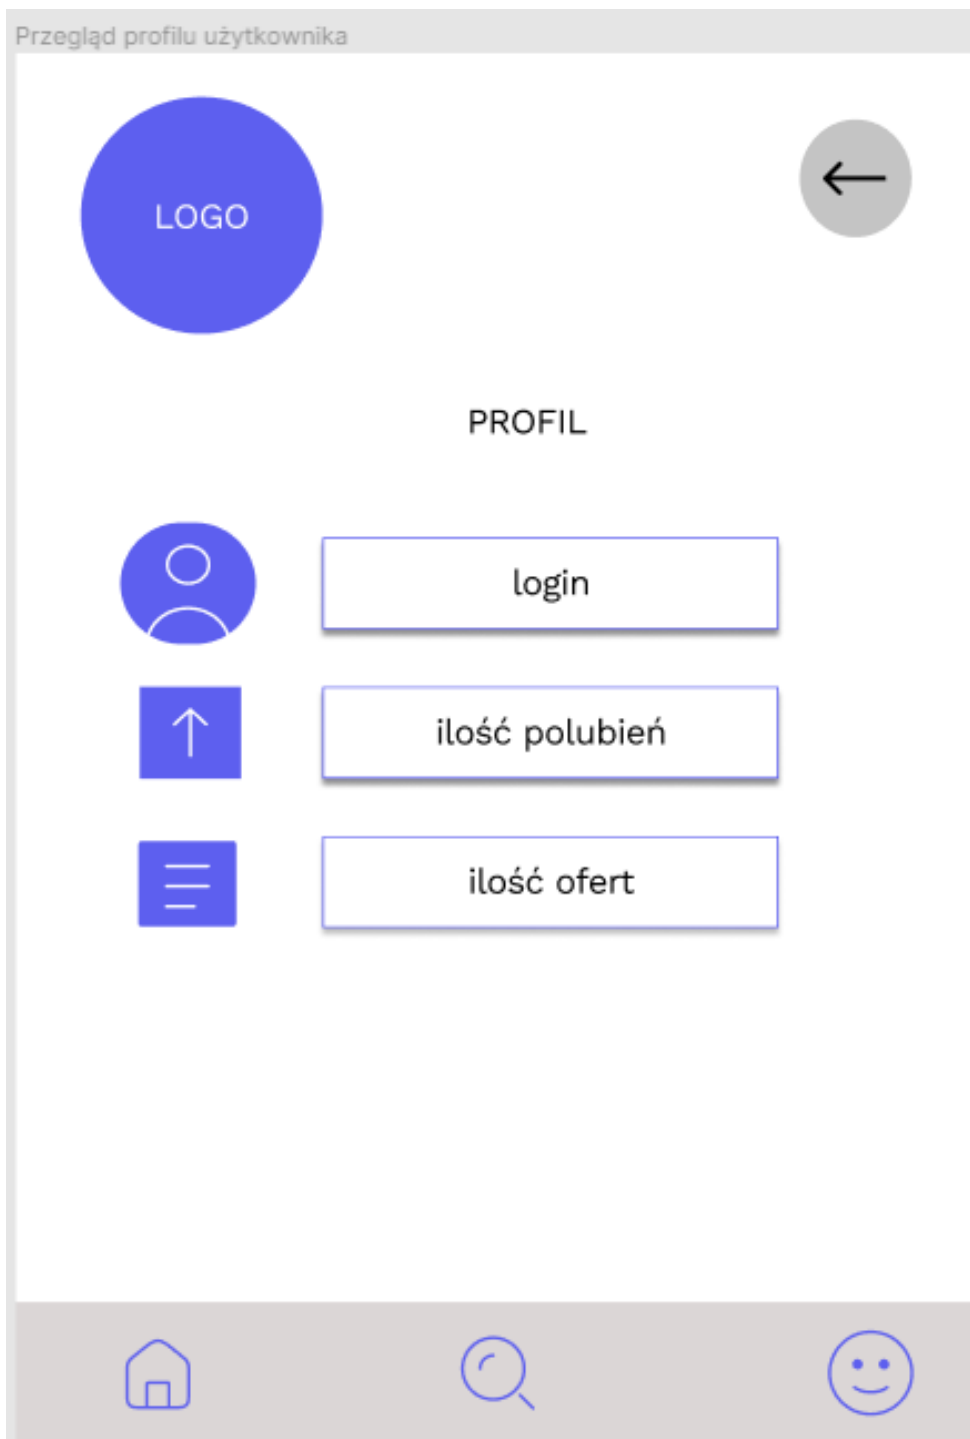 Przegląd profilu użytkownika
LOGO
PROFIL
login
ilość polubień
ilość ofert